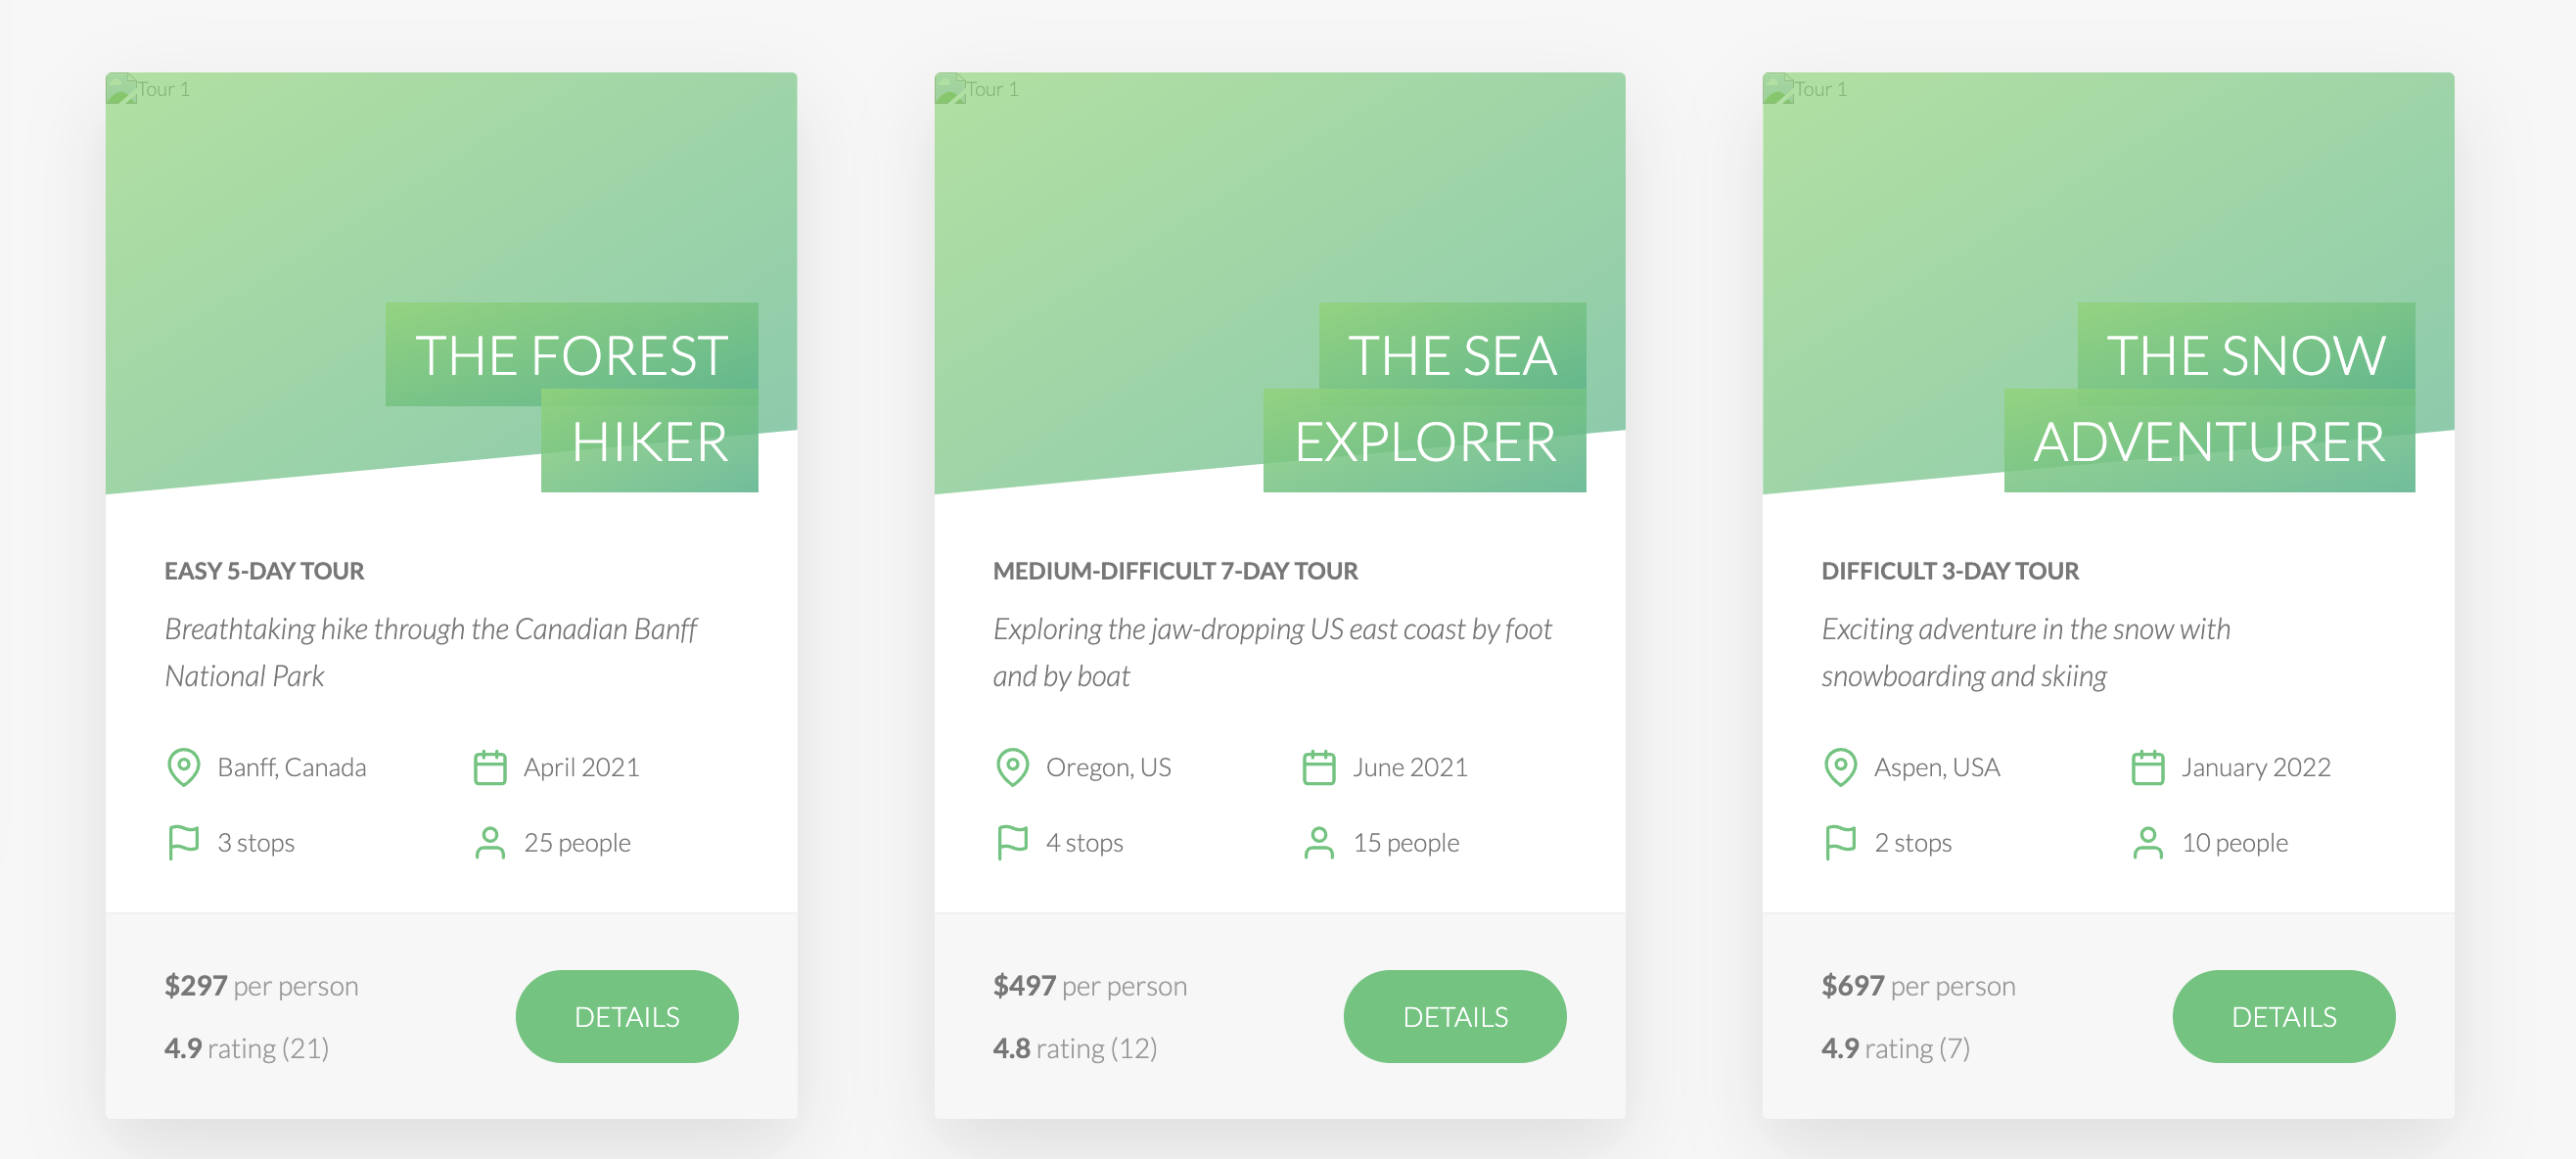 Tour 1
THE FOREST
HIKER
EASY 5-DAY TOUR
Breathtaking hike through the Canadian Banff
National Park
Banff, Canada
April 2021
3 stops
25 people
$297 per person
4.9 rating (21)
DETAILS
Tour 1
THE SEA
EXPLORER
MEDIUM-DIFFICULT 7-DAY TOUR
Exploring the jaw-dropping US east coast by foot
and by boat
Oregon, US
June 2021
4 stops
15 people
$497 per person
4.8 rating (12)
DETAILS
Tour 1
THE SNOW
ADVENTURER
DIFFICULT 3-DAY TOUR
Exciting adventure in the snow with
snowboarding and skiing
Aspen, USA
January 2022
2 stops
10 people
$697 per person
4.9 rating (7)
DETAILS